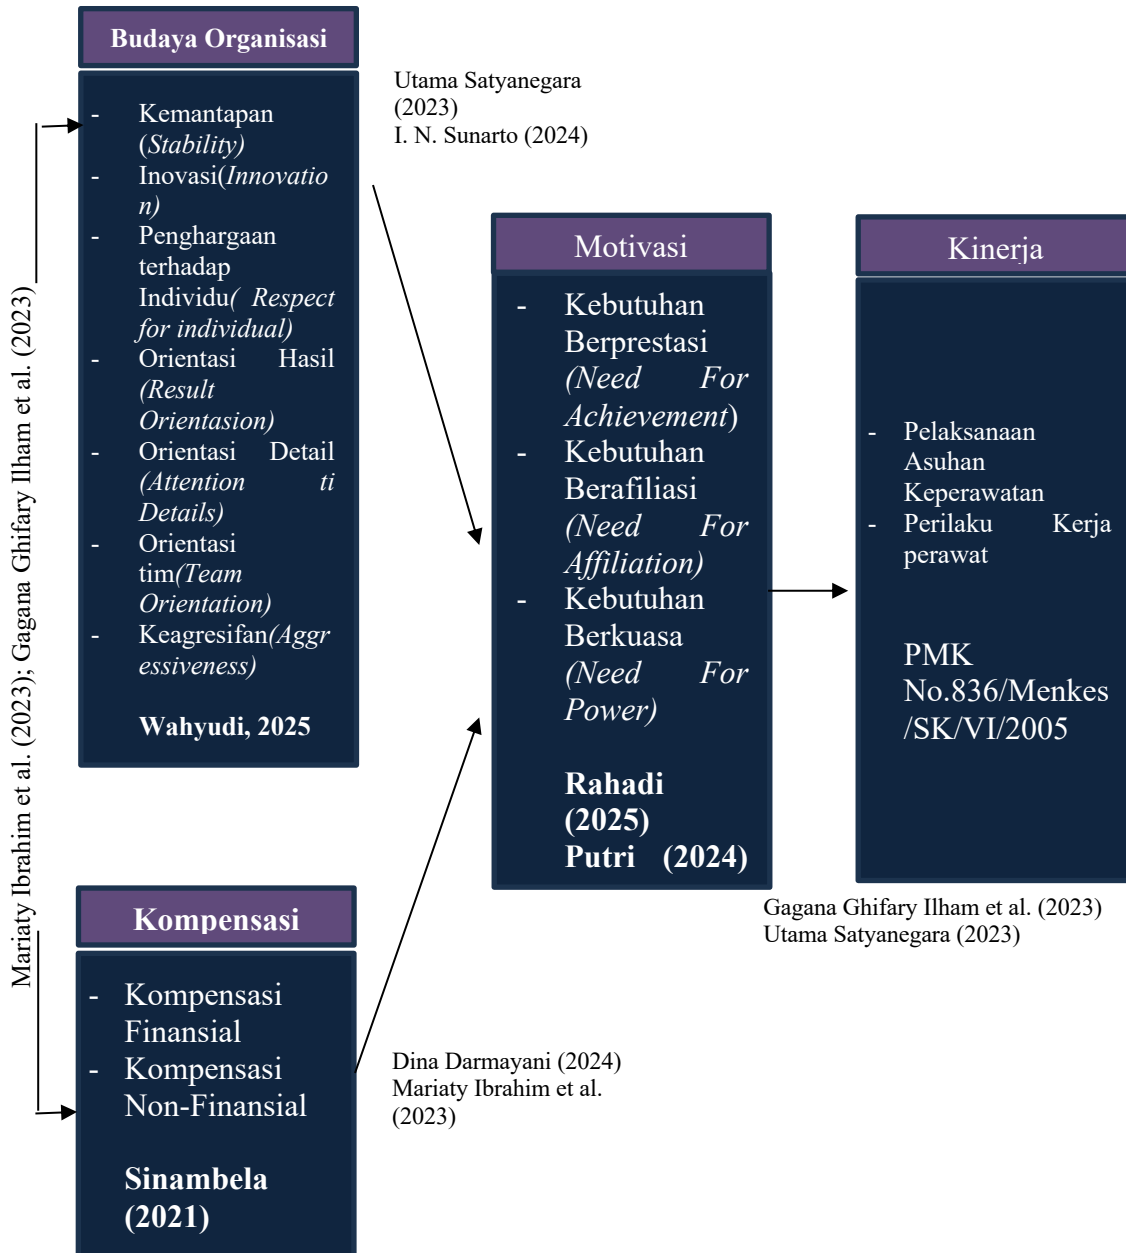 Budaya Organisasi
- Kemantapan
(Stability)
- Inovasi(Innovatio
n)
- Penghargaan
terhadap
Individu( Respect
for individual)
- Orientasi Hasil
(Result
Orientasion)
- Orientasi Detail
(Attention ti
Details)
- Orientasi
tim(Team
Orientation)
- Keagresifan(Aggr
essiveness)
Wahyudi, 2025
Utama Satyanegara
(2023)
I. N. Sunarto (2024)
Mariaty Ibrahim et al. (2023); Gagana Ghifary Ilham et al. (2023)
Motivasi
- Kebutuhan
Berprestasi
(Need For
Achievement)
- Kebutuhan
Berafiliasi
(Need For
Affiliation)
- Kebutuhan
Berkuasa
(Need For
Power)
Rahadi
(2025)
Putri (2024)
Kinerja
- Pelaksanaan
Asuhan
Keperawatan
- Perilaku Kerja
perawat
PMK
No.836/Menkes
/SK/VI/2005
Gagana Ghifary Ilham et al. (2023)
Utama Satyanegara (2023)
Kompensasi
- Kompensasi
Finansial
- Kompensasi
Non-Finansial
Sinambela
(2021)
Dina Darmayani (2024)
Mariaty Ibrahim et al.
(2023)